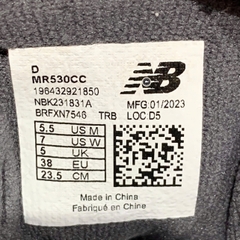 D
MR530CC
196432921850
NBK231831A
BRFXN7546 TRB
NB
MFG:01/2023
LOC:D5
5.5 US M
7 US W
5 UK
38 EU
23.5 CM
Made in China
Fabriqué en Chine